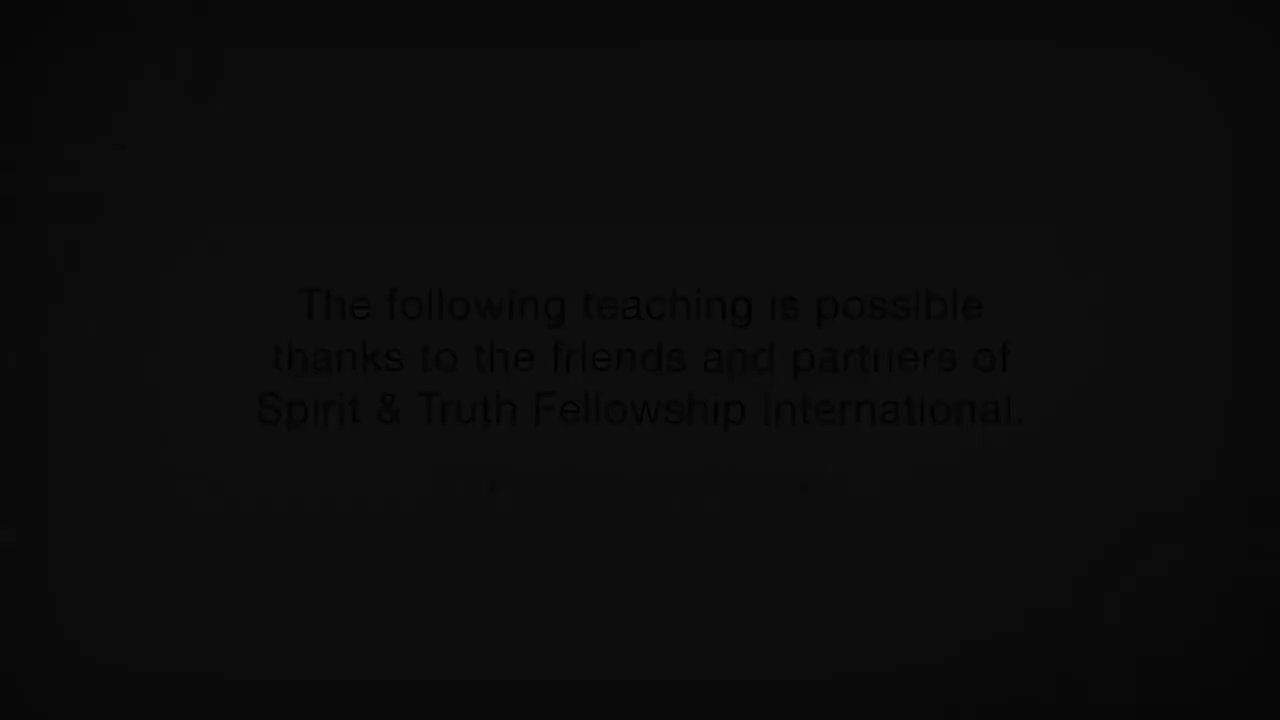 The following teaching is possible
thanks to the friends and partners of
Spirit & Truth Fellowship International.